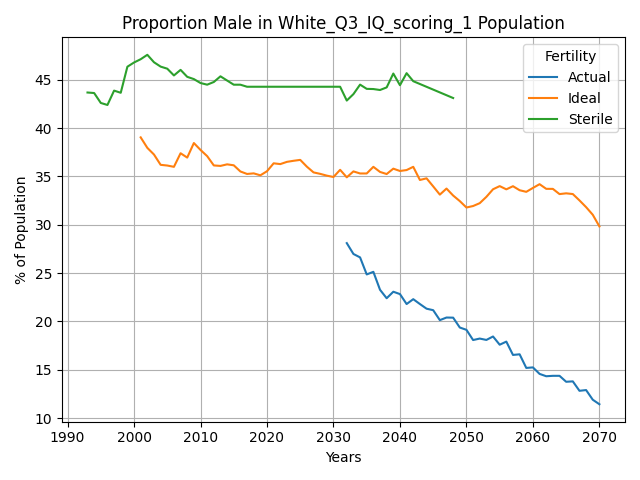 Proportion Male in White_Q3_IQ_scoring_1 Population
Fertility
Actual
Ideal
Sterile
% of Population
45
40
35
30
25
20
15
10
1990
2000
2010
2020
2030
2040
2050
2060
2070
Years